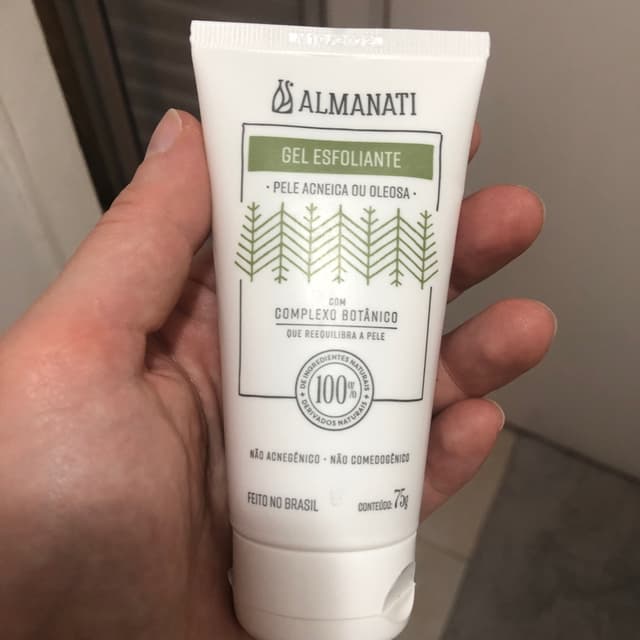 ALMANATI
GEL ESFOLIANTE
• PELE ACNEICA OU OLEOSA •
COM
COMPLEXO BOTÂNICO
QUE REEQUILIBRA A PELE
DE INGREDIENTES NATURAIS
100%
DERIVADOS NATURAIS
NÃO ACNEGÊNICO • NÃO COMEDOGÊNICO
FEITO NO BRASIL
CONTEÚDO: 75g